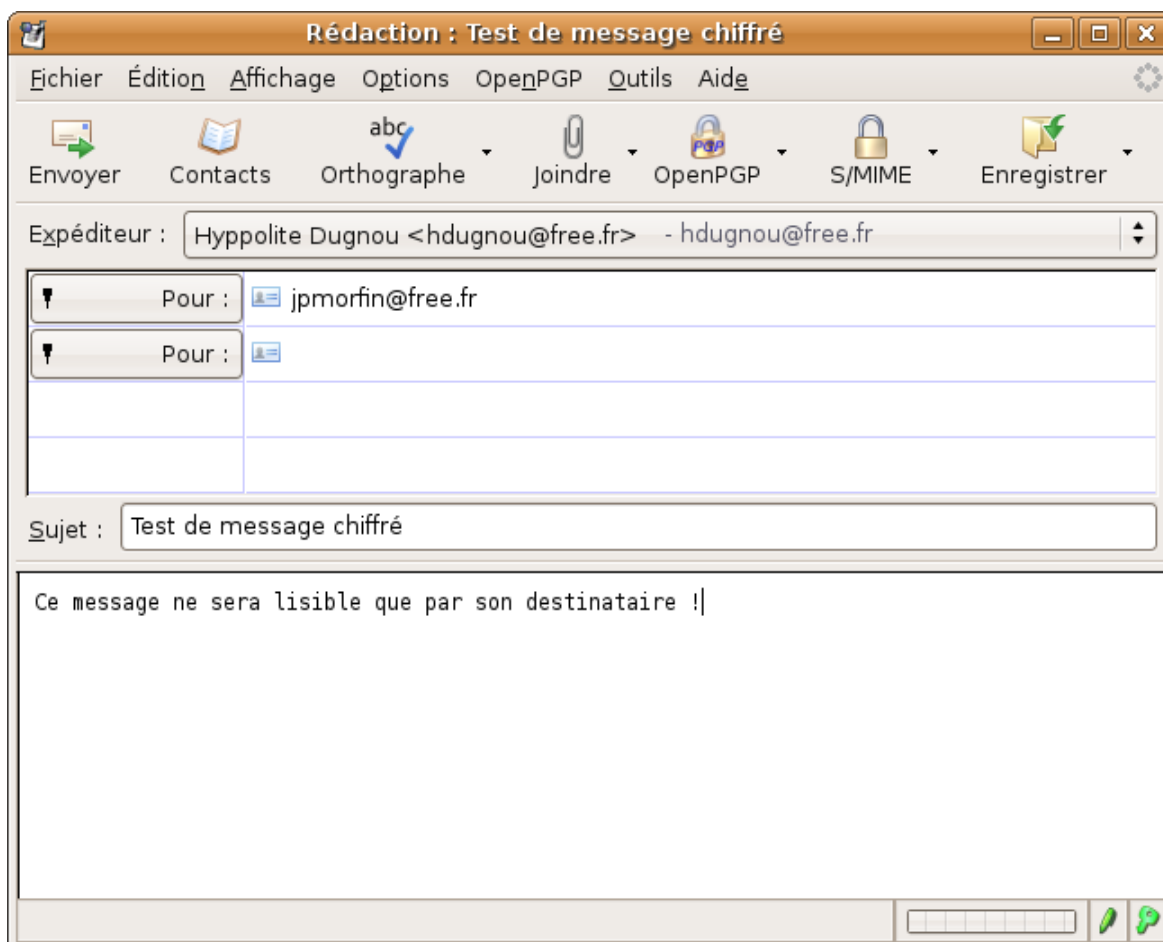 Rédaction : Test de message chiffré
Fichier Édition Affichage Options OpenPGP Outils Aide
abc PGP
Envoyer Contacts Orthographe Joindre OpenPGP S/MIME Enregistrer
Expéditeur : Hyppolite Dugnou <hdugnou@free.fr> - hdugnou@free.fr
Pour : jpmorfin@free.fr
Pour :
Sujet : Test de message chiffré
Ce message ne sera lisible que par son destinataire !